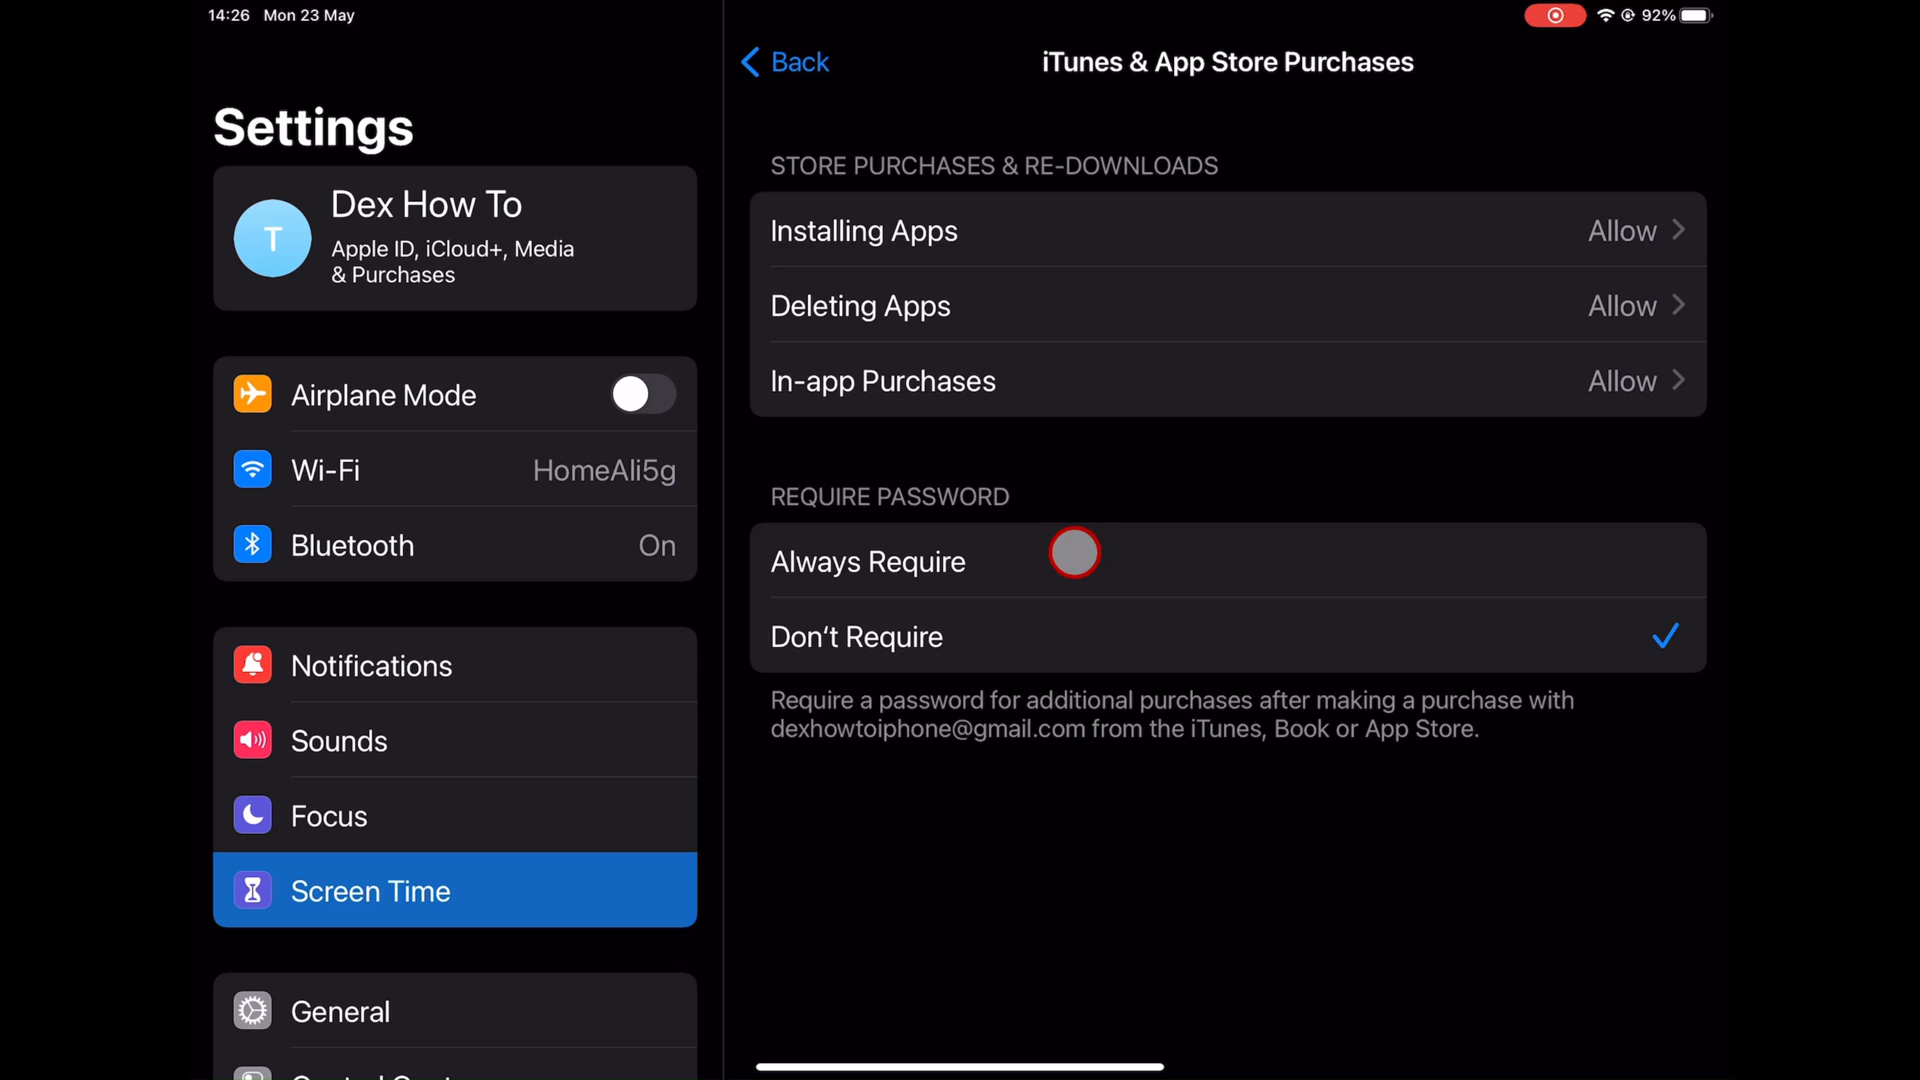 14:26 Mon 23 May
92%
Settings
T
Dex How To
Apple ID, iCloud+, Media
& Purchases
Airplane Mode
Wi-Fi HomeAli5g
Bluetooth On
Notifications
Sounds
Focus
Screen Time
General
Back
iTunes & App Store Purchases
STORE PURCHASES & RE-DOWNLOADS
Installing Apps Allow
Deleting Apps Allow
In-app Purchases Allow
REQUIRE PASSWORD
Always Require
Don‘t Require
Require a password for additional purchases after making a purchase with
dexhowtoiphone@gmail.com from the iTunes, Book or App Store.